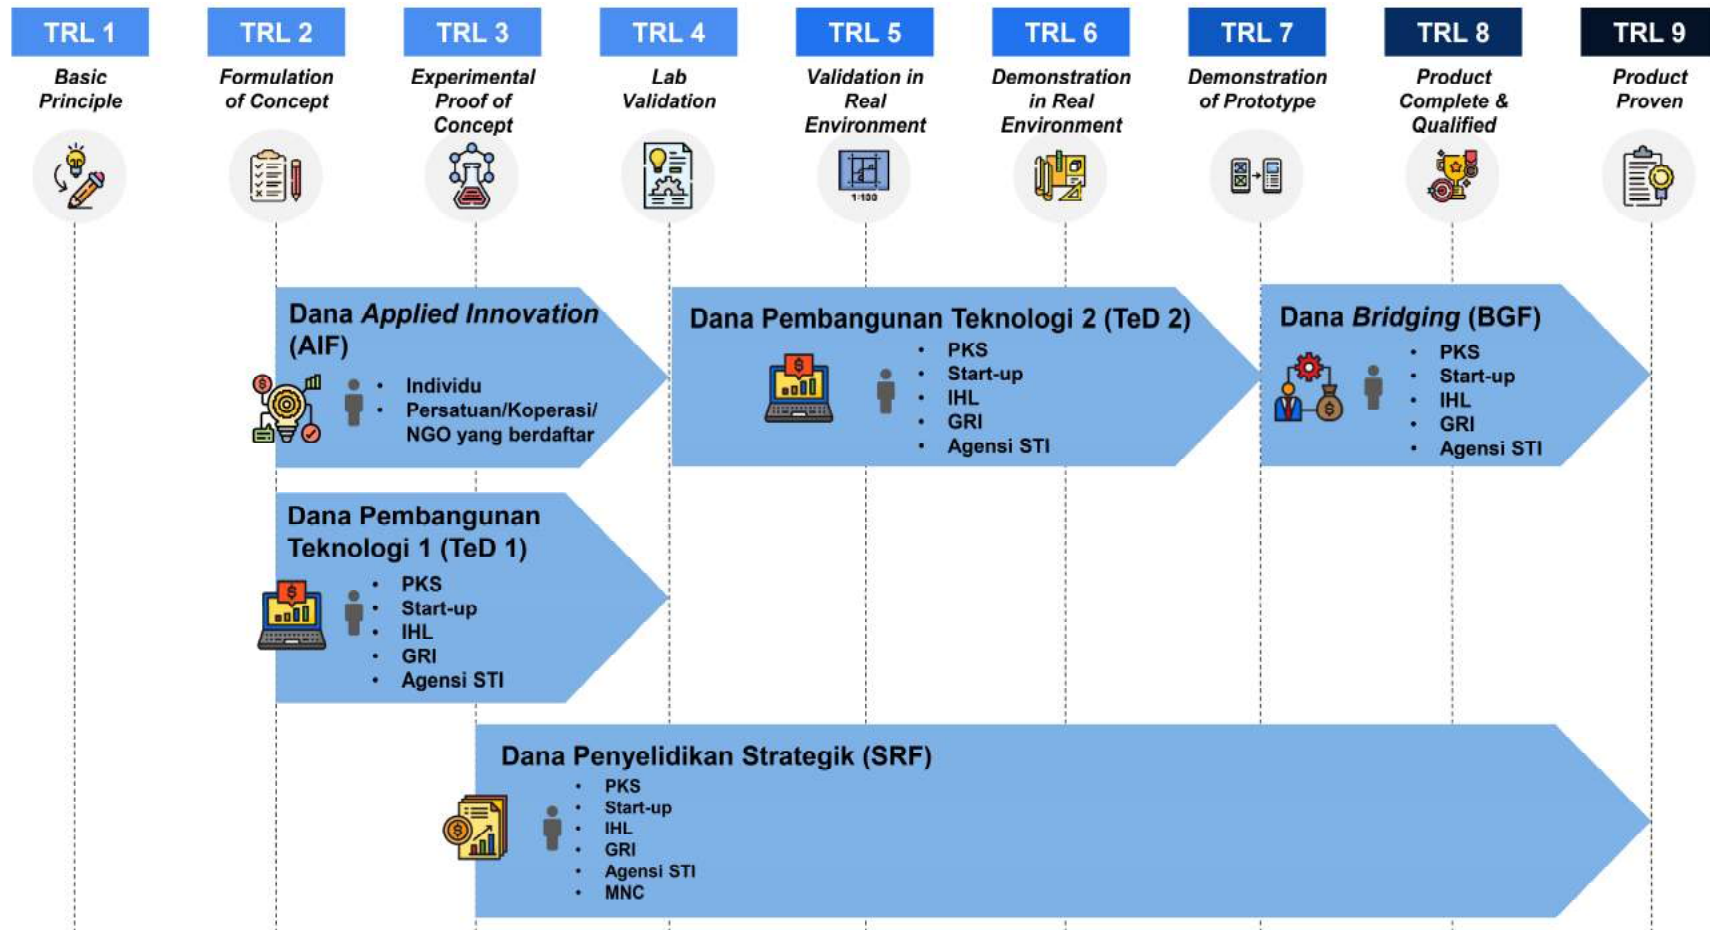 TRL 1
TRL 2
TRL 3
TRL 4
TRL 5
TRL 6
TRL 7
TRL 8
TRL 9
Basic
Principle
Formulation
of Concept
Experimental
Proof of
Concept
Lab
Validation
Validation in
Real
Environment
Demonstration
in Real
Environment
Demonstration
of Prototype
Product
Complete &
Qualified
Product
Proven
1:100
Dana Applied Innovation
(AIF)
• Individu
• Persatuan/Koperasi/
NGO yang berdaftar
Dana Pembangunan Teknologi 2 (TeD 2)
• PKS
• Start-up
• IHL
• GRI
• Agensi STI
Dana Bridging (BGF)
• PKS
• Start-up
• IHL
• GRI
• Agensi STI
Dana Pembangunan
Teknologi 1 (TeD 1)
• PKS
• Start-up
• IHL
• GRI
• Agensi STI
Dana Penyelidikan Strategik (SRF)
• PKS
• Start-up
• IHL
• GRI
• Agensi STI
• MNC